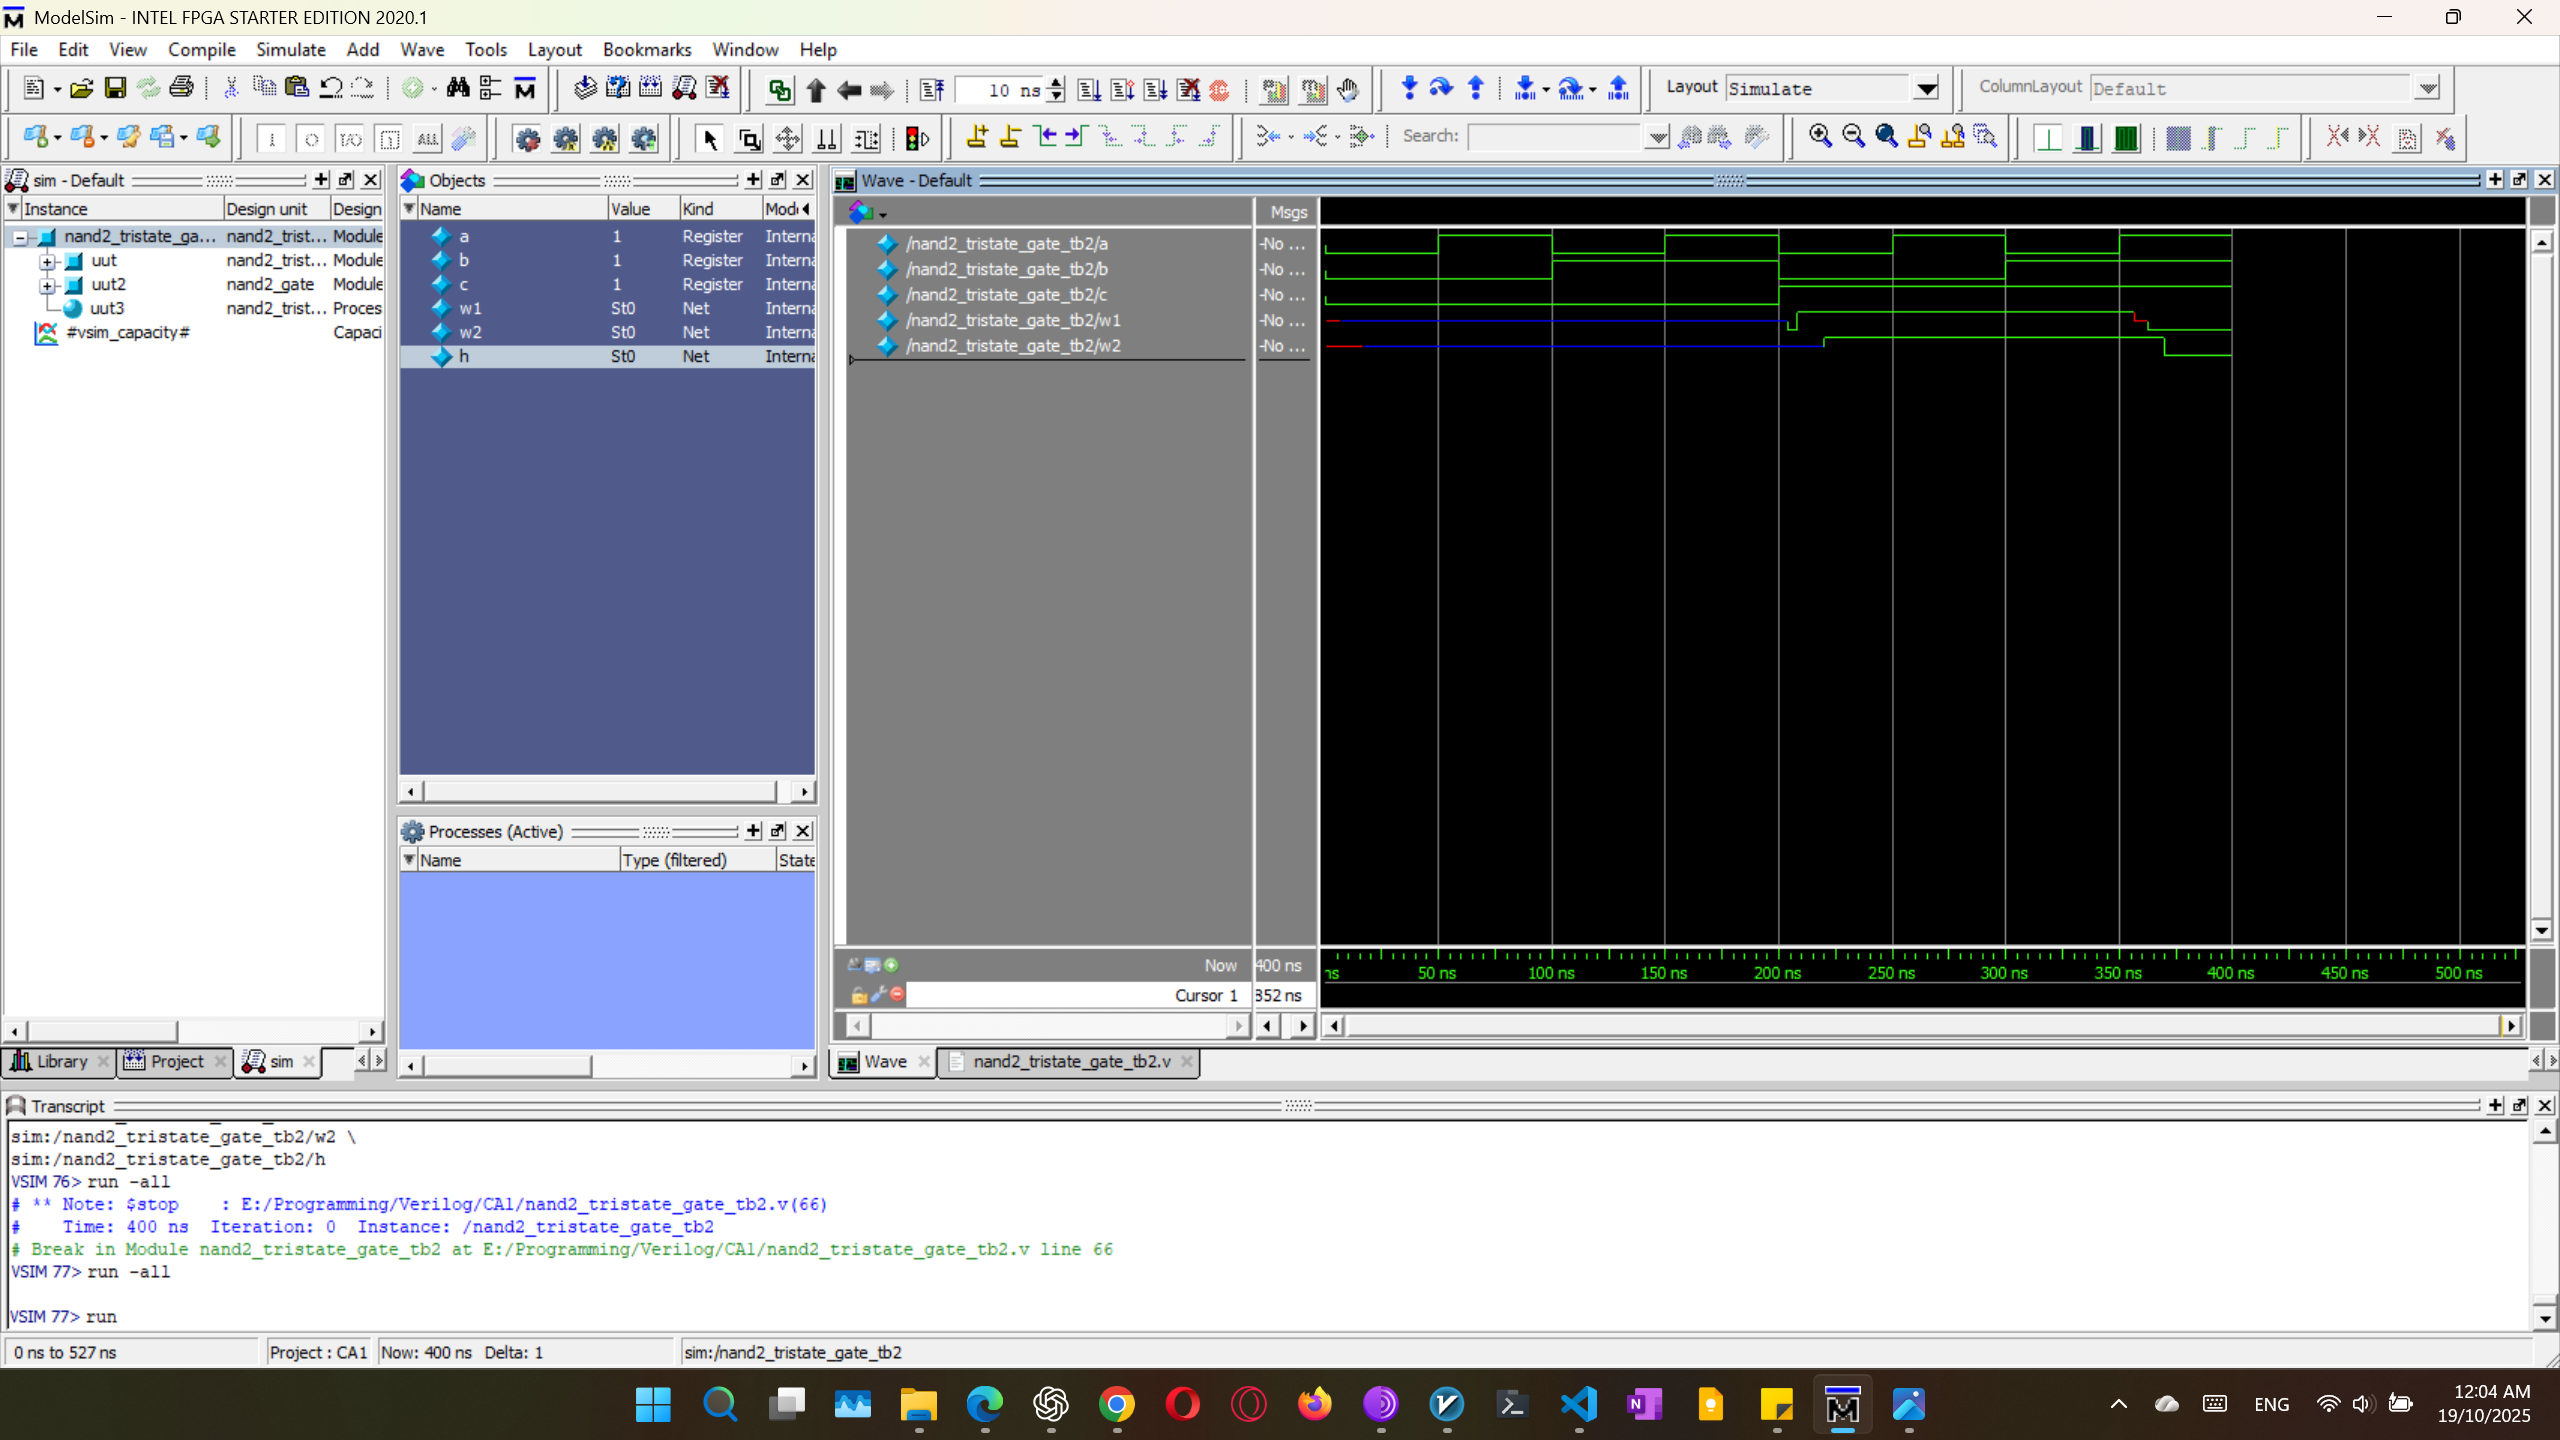 ModelSim - INTEL FPGA STARTER EDITION 2020.1
File Edit View Compile Simulate Add Wave Tools Layout Bookmarks Window Help
10 ns
Layout Simulate
ColumnLayout Default
ALL
Search:
sim - Default
Instance Design unit Design
nand2_tristate_ga... nand2_trist... Module
uut nand2_trist... Module
uut2 nand2_gate Module
uut3 nand2_trist... Proces
#vsim_capacity# Capaci
Objects
Name Value Kind Mod
a 1 Register Interna
b 1 Register Interna
c 1 Register Interna
w1 St0 Net Interna
w2 St0 Net Interna
h St0 Net Interna
Processes (Active)
Name Type (filtered) State
Wave - Default
Msgs
/nand2_tristate_gate_tb2/a -No ...
/nand2_tristate_gate_tb2/b -No ...
/nand2_tristate_gate_tb2/c -No ...
/nand2_tristate_gate_tb2/w1 -No ...
/nand2_tristate_gate_tb2/w2 -No ...
Now 400 ns
ns 50 ns 100 ns 150 ns 200 ns 250 ns 300 ns 350 ns 400 ns 450 ns 500 ns
Cursor 1 352 ns
Library Project sim
Wave nand2_tristate_gate_tb2.v
Transcript
sim:/nand2_tristate_gate_tb2/w2 \
sim:/nand2_tristate_gate_tb2/h
VSIM 76> run -all
# ** Note: $stop : E:/Programming/Verilog/CA1/nand2_tristate_gate_tb2.v(66)
# Time: 400 ns Iteration: 0 Instance: /nand2_tristate_gate_tb2
# Break in Module nand2_tristate_gate_tb2 at E:/Programming/Verilog/CA1/nand2_tristate_gate_tb2.v line 66
VSIM 77> run -all
VSIM 77> run
0 ns to 527 ns
Project : CA1 Now: 400 ns Delta: 1
sim:/nand2_tristate_gate_tb2
ENG
12:04 AM
19/10/2025